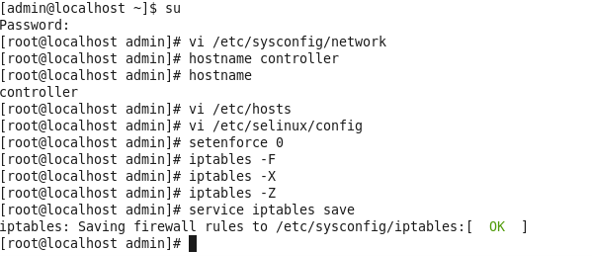 [admin@localhost ~]$ su
Password:
[root@localhost admin]# vi /etc/sysconfig/network
[root@localhost admin]# hostname controller
[root@localhost admin]# hostname
controller
[root@localhost admin]# vi /etc/hosts
[root@localhost admin]# vi /etc/selinux/config
[root@localhost admin]# setenforce 0
[root@localhost admin]# iptables -F
[root@localhost admin]# iptables -X
[root@localhost admin]# iptables -Z
[root@localhost admin]# service iptables save
iptables: Saving firewall rules to /etc/sysconfig/iptables:[  OK  ]
[root@localhost admin]#